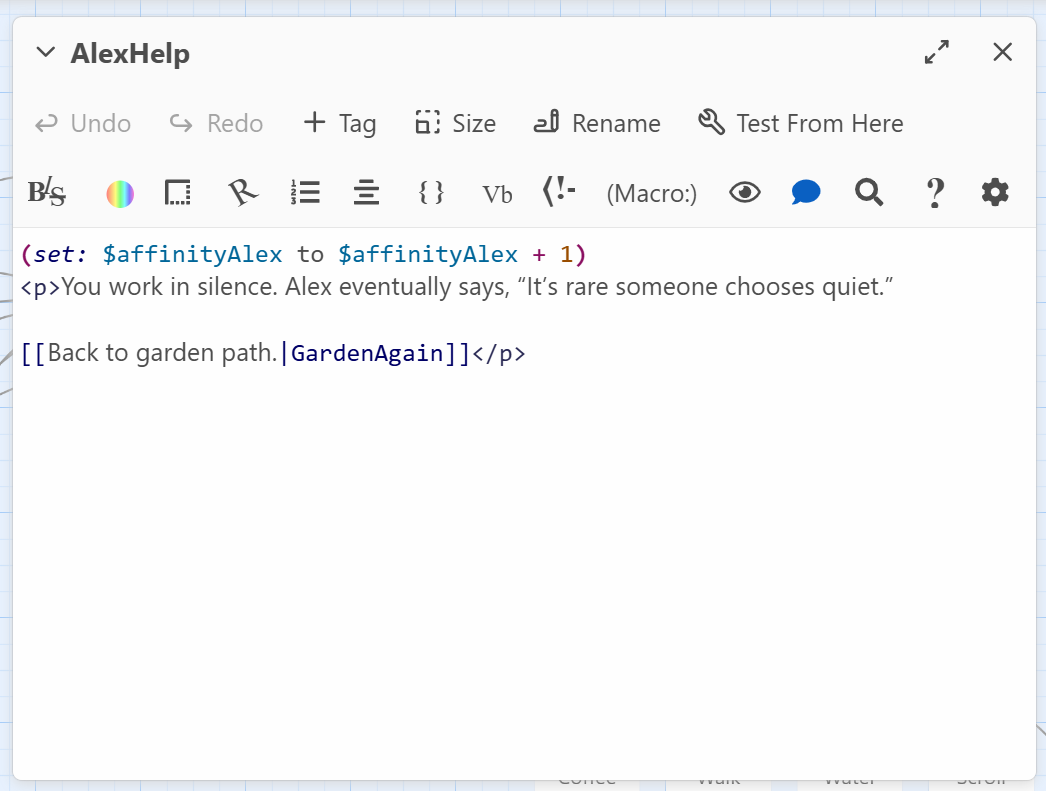 AlexHelp
Undo Redo + Tag Size Rename Test From Here
B/S { } Vb (!- (Macro:) ?
(set: $affinityAlex to $affinityAlex + 1)
<p>You work in silence. Alex eventually says, “It’s rare someone chooses quiet.”
[[Back to garden path.|GardenAgain]]</p>